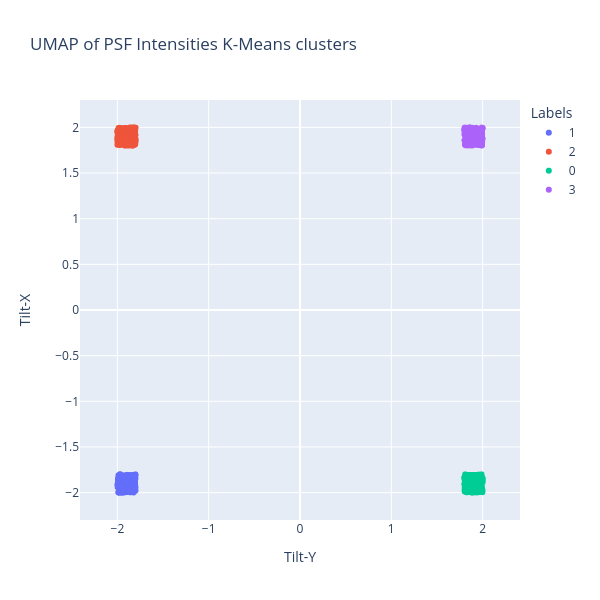 UMAP of PSF Intensities K-Means clusters
Labels
1
2
0
3
2
1.5
1
0.5
0
−0.5
−1
−1.5
−2
Tilt-X
−2 −1 0 1 2
Tilt-Y